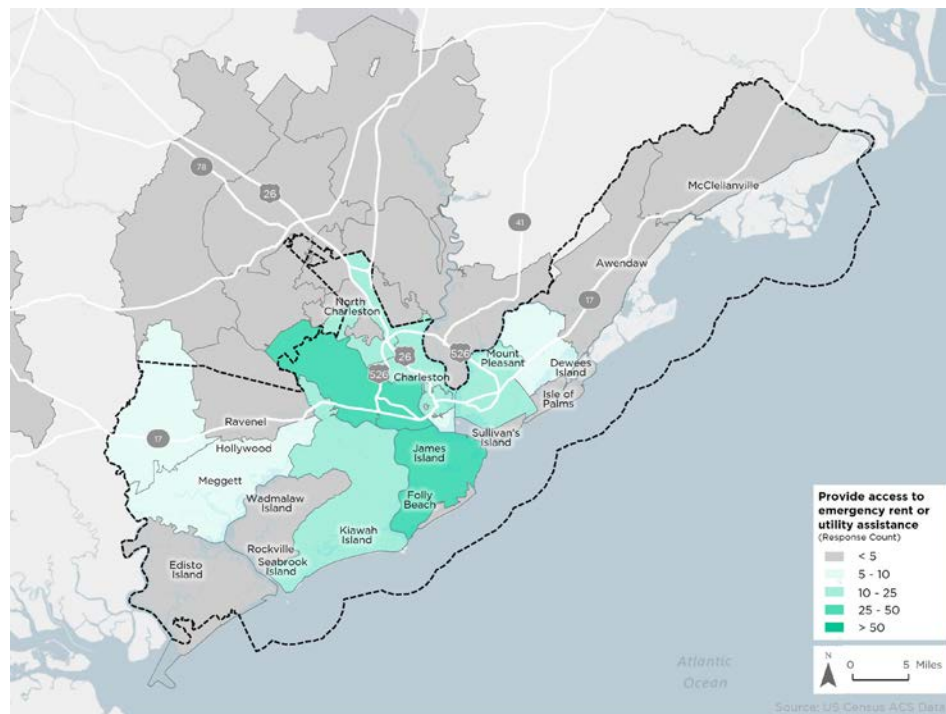 78
26
41
McClellanville
Awendaw
17
North
Charleston
26
526
Mount
Pleasant
526
Charleston
Dewees
Island
Isle of
Palms
Ravenel
17
Sullivan's
Island
Hollywood
James
Island
Meggett
Wadmalaw
Island
Folly
Beach
Kiawah
Island
Rockville
Seabrook
Island
Edisto
Island
Provide access to
emergency rent or
utility assistance
(Response Count)
< 5
5 - 10
10 - 25
25 - 50
> 50
N
0 5 Miles
Atlantic
Ocean
Source: US Census ACS Data